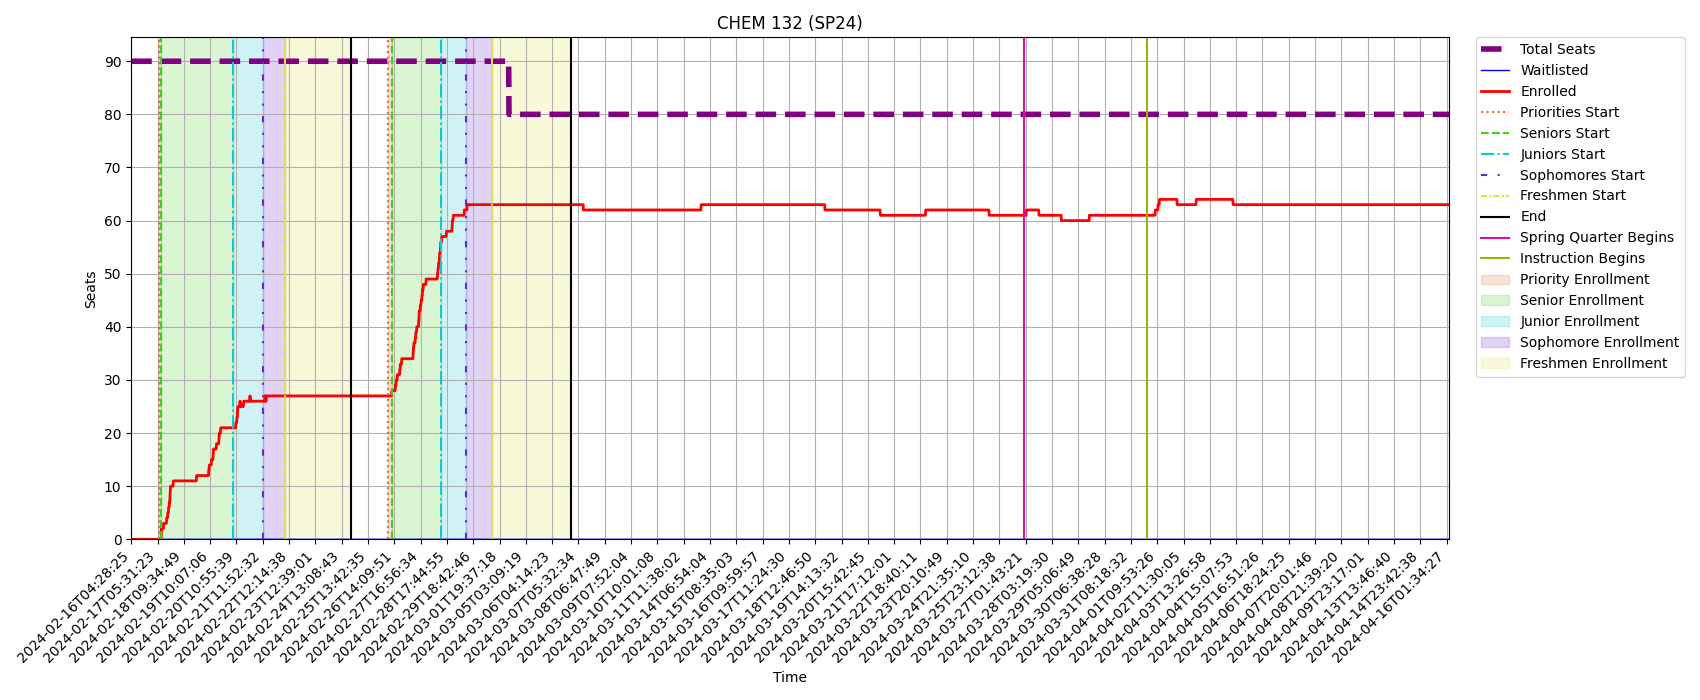 CHEM 132 (SP24)
Seats
90
80
70
60
50
40
30
20
10
0
2024-02-16T04:28:25
2024-02-17T05:31:23
2024-02-18T09:34:49
2024-02-19T10:07:06
2024-02-20T10:55:39
2024-02-21T11:52:32
2024-02-22T12:14:38
2024-02-23T12:39:01
2024-02-24T13:08:43
2024-02-25T13:42:35
2024-02-26T14:09:51
2024-02-27T16:56:34
2024-02-28T17:44:55
2024-02-29T18:42:46
2024-03-01T19:37:18
2024-03-05T03:09:19
2024-03-06T04:14:23
2024-03-07T05:32:34
2024-03-08T06:47:49
2024-03-09T07:52:04
2024-03-10T10:01:08
2024-03-11T11:38:02
2024-03-14T06:54:04
2024-03-15T08:35:03
2024-03-16T09:59:57
2024-03-17T11:24:30
2024-03-18T12:46:50
2024-03-19T14:13:32
2024-03-20T15:42:45
2024-03-21T17:12:01
2024-03-22T18:40:11
2024-03-23T20:10:49
2024-03-24T21:35:10
2024-03-25T23:12:38
2024-03-27T01:43:21
2024-03-28T03:19:30
2024-03-29T05:06:49
2024-03-30T06:38:28
2024-03-31T08:18:32
2024-04-01T09:53:26
2024-04-02T11:30:05
2024-04-03T13:26:58
2024-04-04T15:07:53
2024-04-05T16:51:26
2024-04-06T18:24:25
2024-04-07T20:01:46
2024-04-08T21:39:20
2024-04-09T23:17:01
2024-04-13T13:46:40
2024-04-14T23:42:38
2024-04-16T01:34:27
Time
Total Seats
Waitlisted
Enrolled
Priorities Start
Seniors Start
Juniors Start
Sophomores Start
Freshmen Start
End
Spring Quarter Begins
Instruction Begins
Priority Enrollment
Senior Enrollment
Junior Enrollment
Sophomore Enrollment
Freshmen Enrollment